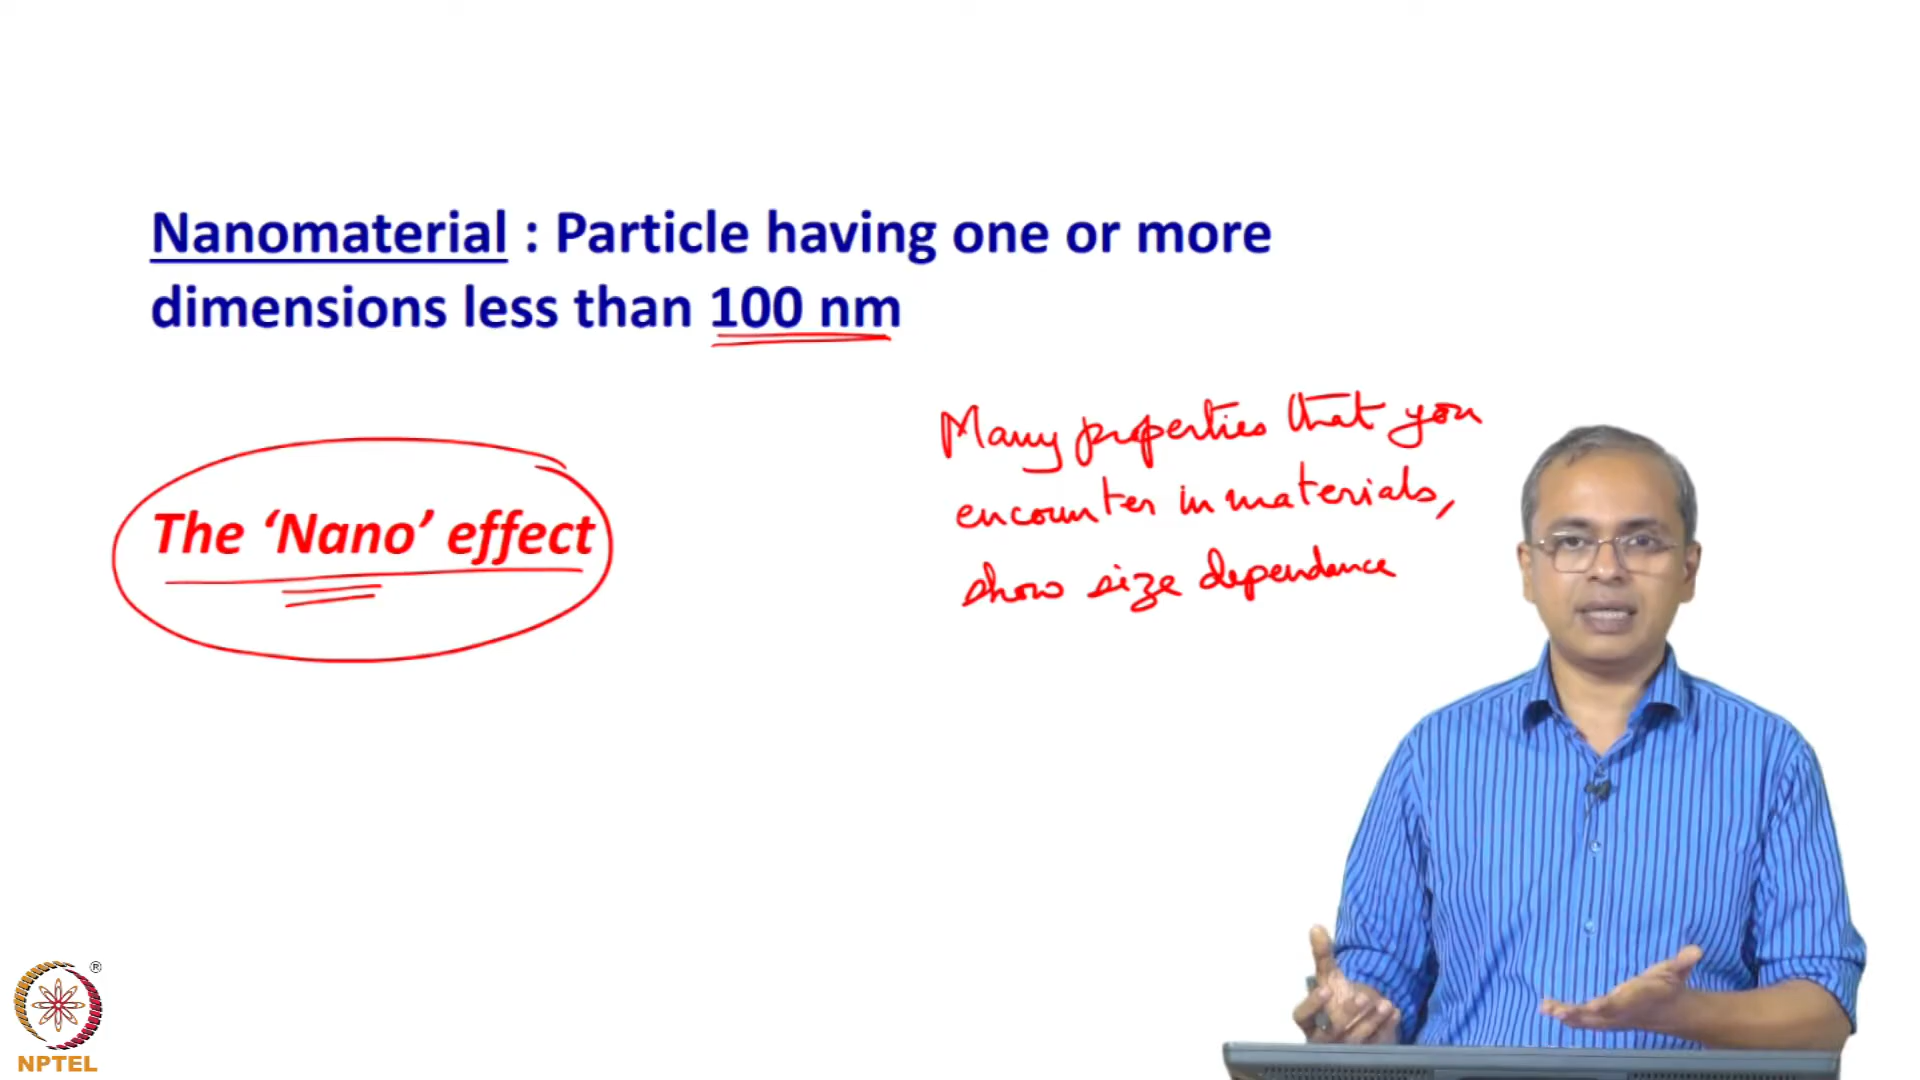 Nanomaterial : Particle having one or more
dimensions less than 100 nm
The ‘Nano’ effect
Many properties that you
encounter in materials,
show size dependance
®
NPTEL